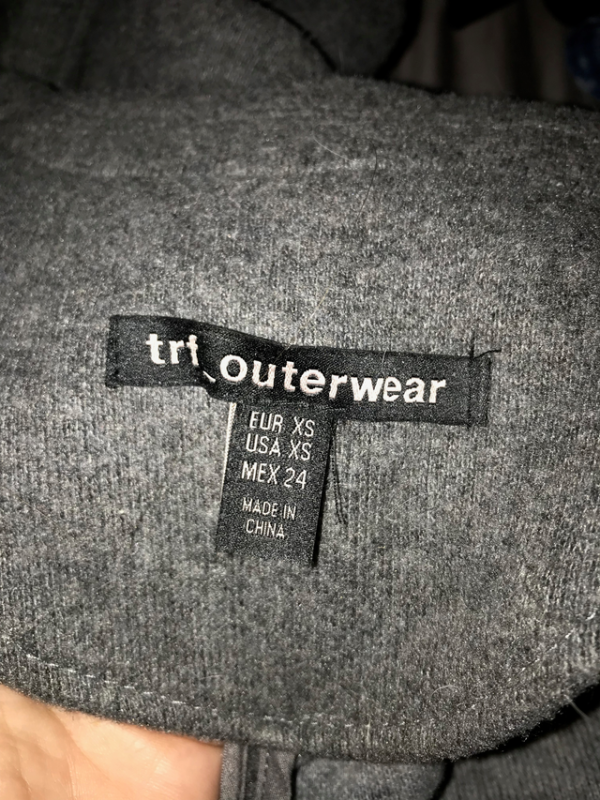 trf_outerwear
EUR XS
USA XS
MEX 24
MADE IN
CHINA